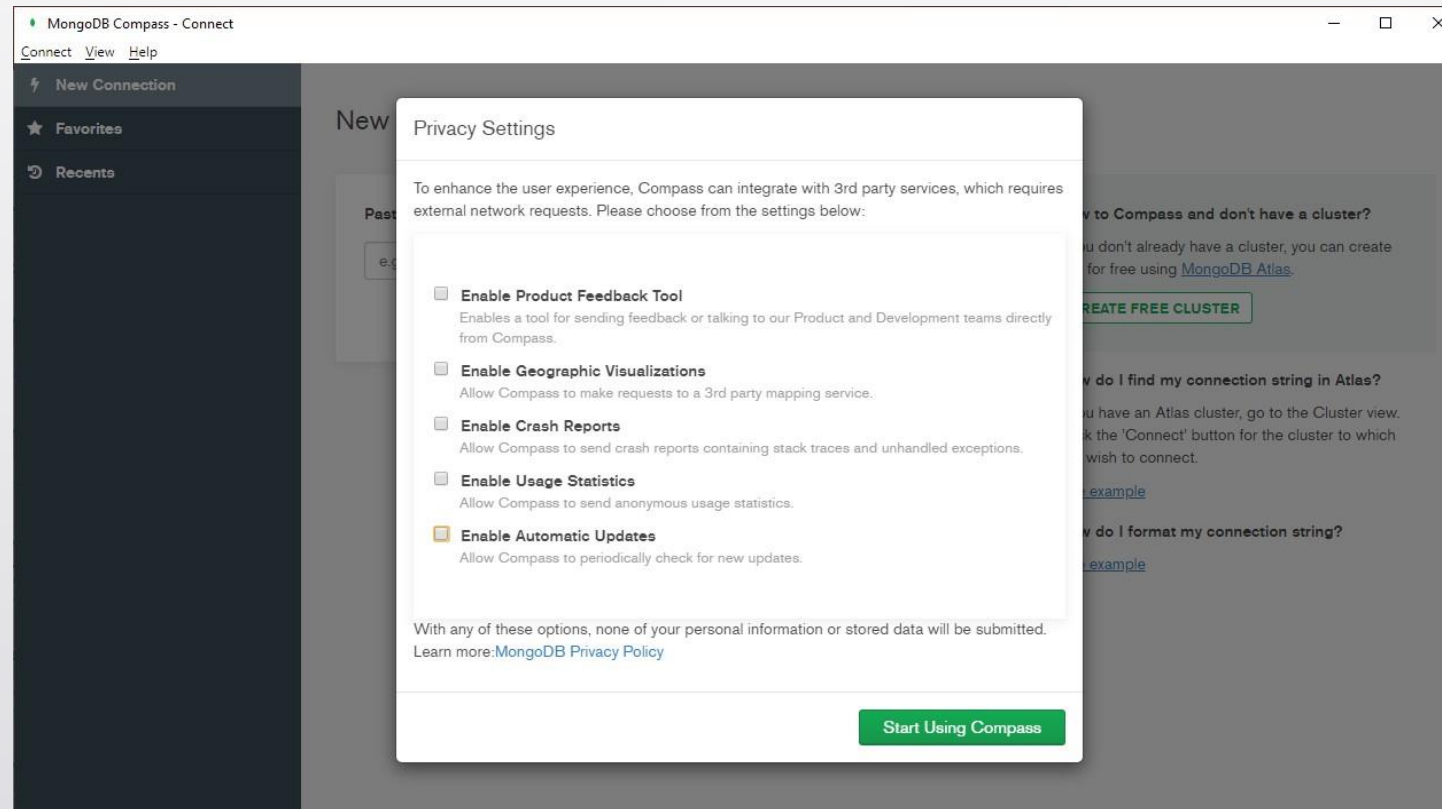 MongoDB Compass - Connect
Connect View Help
New Connection
Favorites
Recents
New
Past
e.g
Privacy Settings
To enhance the user experience, Compass can integrate with 3rd party services, which requires
external network requests. Please choose from the settings below:
Enable Product Feedback Tool
Enables a tool for sending feedback or talking to our Product and Development teams directly
from Compass.
Enable Geographic Visualizations
Allow Compass to make requests to a 3rd party mapping service.
Enable Crash Reports
Allow Compass to send crash reports containing stack traces and unhandled exceptions.
Enable Usage Statistics
Allow Compass to send anonymous usage statistics.
Enable Automatic Updates
Allow Compass to periodically check for new updates.
With any of these options, none of your personal information or stored data will be submitted.
Learn more:MongoDB Privacy Policy
Start Using Compass
w to Compass and don't have a cluster?
ou don't already have a cluster, you can create
for free using MongoDB Atlas.
REATE FREE CLUSTER
w do I find my connection string in Atlas?
ou have an Atlas cluster, go to the Cluster view.
k the 'Connect' button for the cluster to which
wish to connect.
example
w do I format my connection string?
example